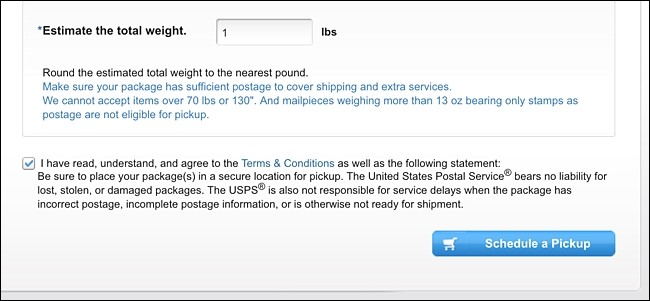 *Estimate the total weight. 1 lbs
Round the estimated total weight to the nearest pound.
Make sure your package has sufficient postage to cover shipping and extra services.
We cannot accept items over 70 lbs or 130". And mailpieces weighing more than 13 oz bearing only stamps as
postage are not eligible for pickup.
I have read, understand, and agree to the Terms & Conditions as well as the following statement:
Be sure to place your package(s) in a secure location for pickup. The United States Postal Service® bears no liability for
lost, stolen, or damaged packages. The USPS® is also not responsible for service delays when the package has
incorrect postage, incomplete postage information, or is otherwise not ready for shipment.
Schedule a Pickup